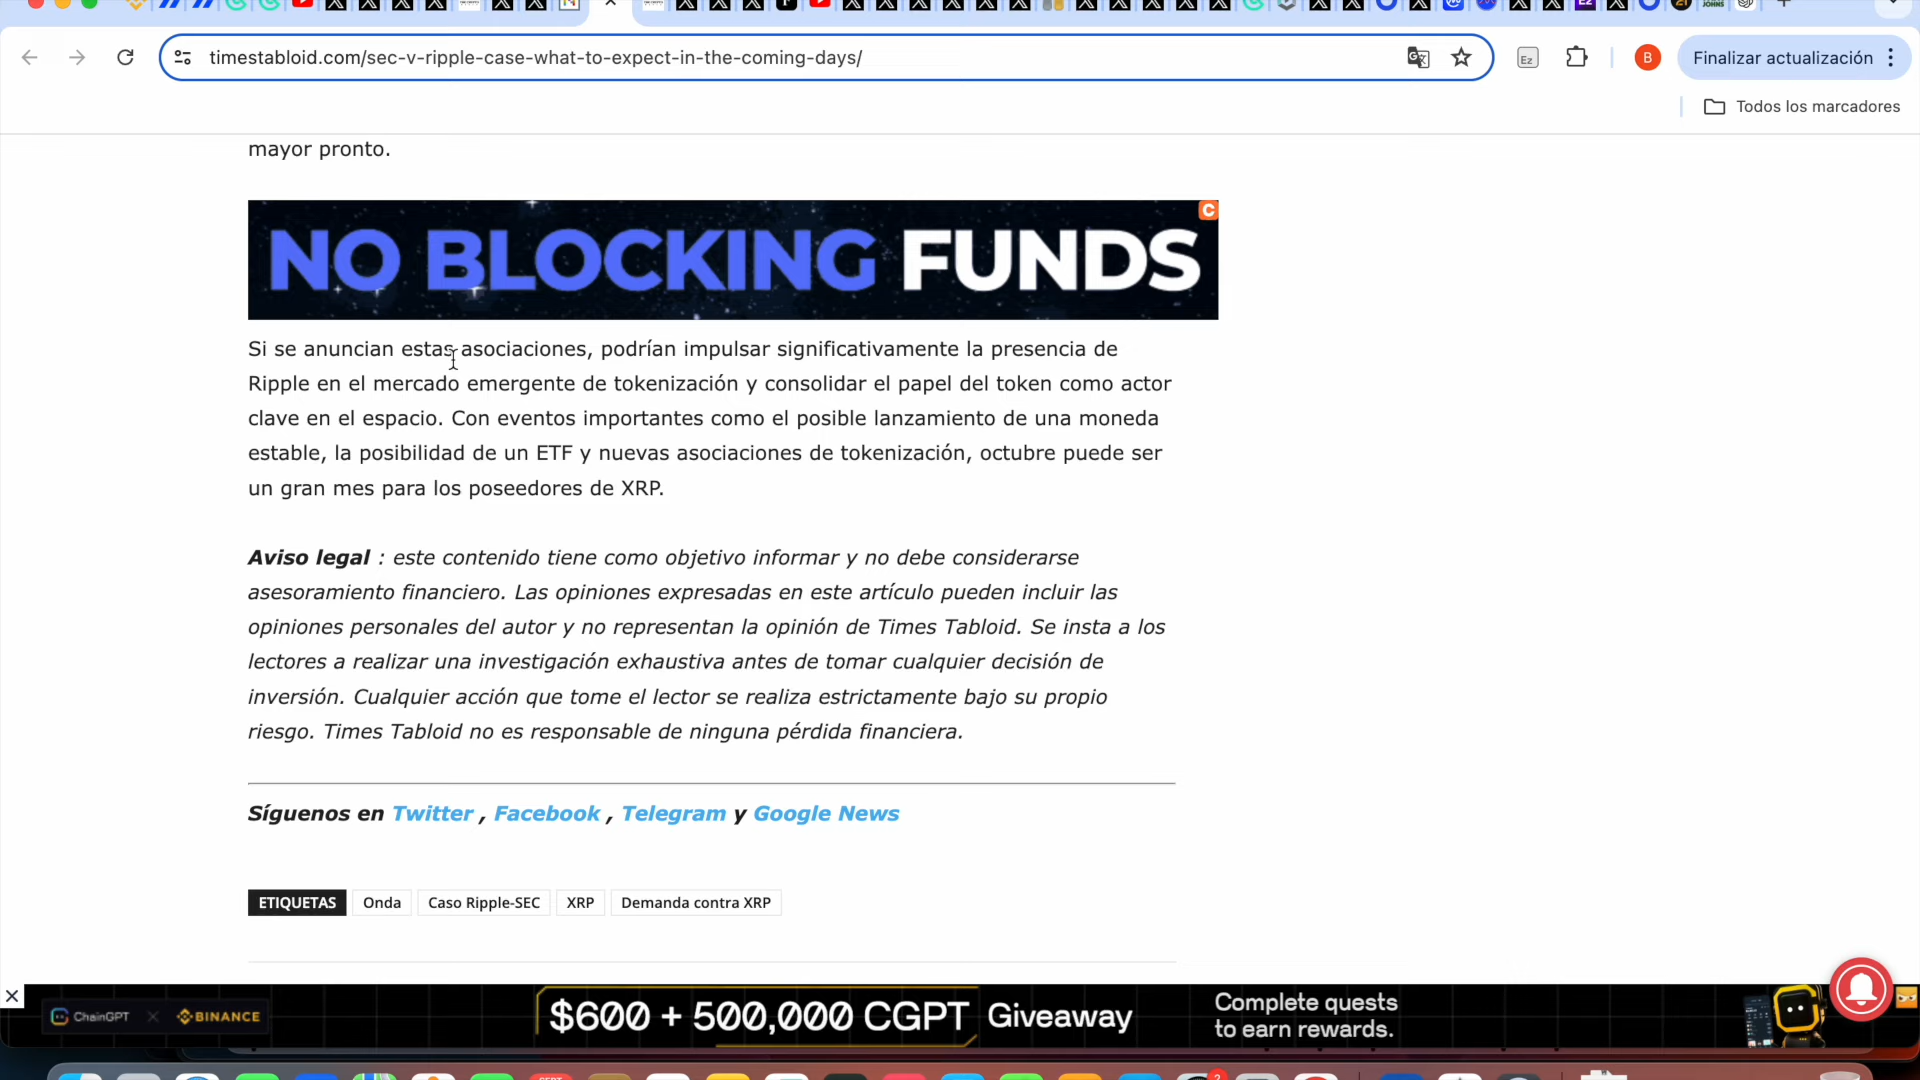 timestabloid.com/sec-v-ripple-case-what-to-expect-in-the-coming-days/
Ez
B
Finalizar actualización
Todos los marcadores
mayor pronto.
NO BLOCKING FUNDS
C
Si se anuncian estas asociaciones, podrían impulsar significativamente la presencia de
Ripple en el mercado emergente de tokenización y consolidar el papel del token como actor
clave en el espacio. Con eventos importantes como el posible lanzamiento de una moneda
estable, la posibilidad de un ETF y nuevas asociaciones de tokenización, octubre puede ser
un gran mes para los poseedores de XRP.
Aviso legal : este contenido tiene como objetivo informar y no debe considerarse
asesoramiento financiero. Las opiniones expresadas en este artículo pueden incluir las
opiniones personales del autor y no representan la opinión de Times Tabloid. Se insta a los
lectores a realizar una investigación exhaustiva antes de tomar cualquier decisión de
inversión. Cualquier acción que tome el lector se realiza estrictamente bajo su propio
riesgo. Times Tabloid no es responsable de ninguna pérdida financiera.
Síguenos en Twitter , Facebook , Telegram y Google News
ETIQUETAS Onda Caso Ripple-SEC XRP Demanda contra XRP
ChainGPT X BINANCE
$600 + 500,000 CGPT Giveaway
Complete quests
to earn rewards.
SEPT
2